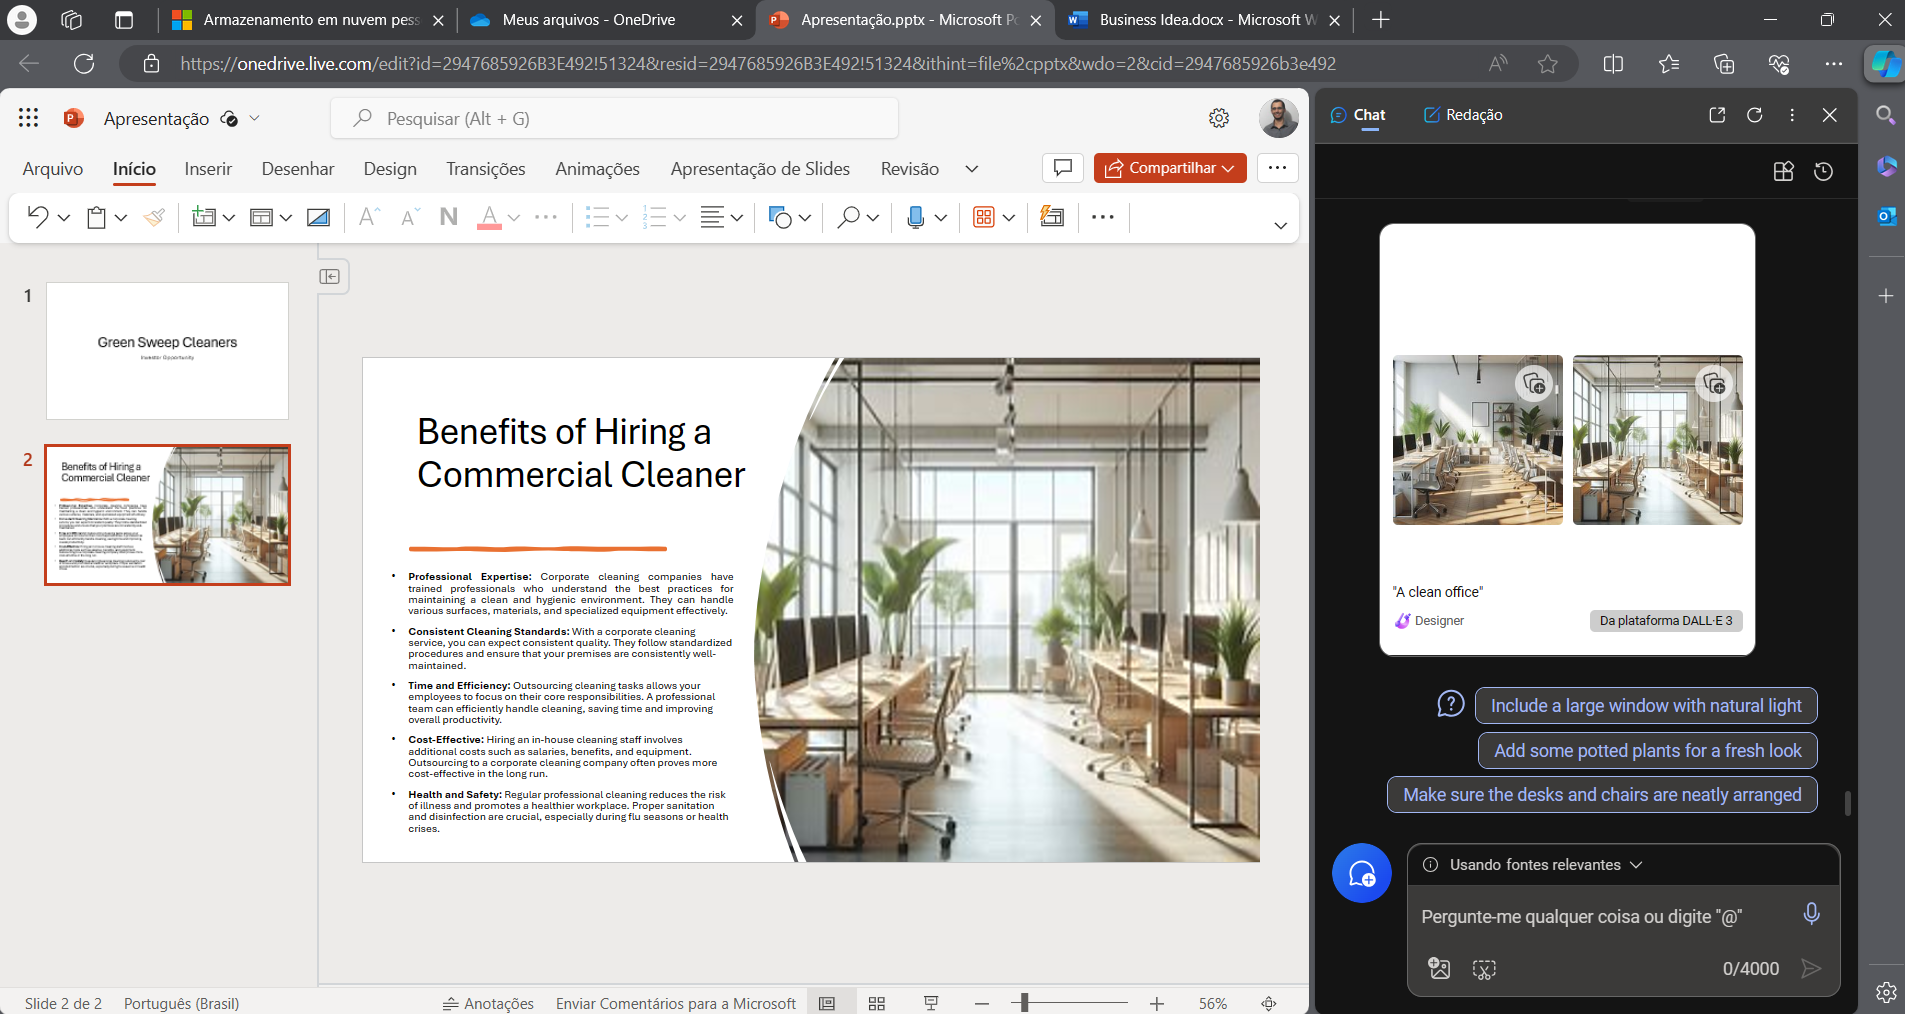 Armazenamento em nuvem pess
Meus arquivos - OneDrive
Apresentação.pptx - Microsoft Po
Business Idea.docx - Microsoft W
https://onedrive.live.com/edit?id=2947685926B3E492!51324&resid=2947685926B3E492!51324&ithint=file%2cpptx&wdo=2&cid=2947685926b3e492
Apresentação
Pesquisar (Alt + G)
Arquivo
Início
Inserir
Desenhar
Design
Transições
Animações
Apresentação de Slides
Revisão
Compartilhar
1
Green Sweep Cleaners
Investor Opportunity
2
Benefits of Hiring a
Commercial Cleaner
Benefits of Hiring a
Commercial Cleaner
• Professional Expertise: Corporate cleaning companies have
trained professionals who understand the best practices for
maintaining a clean and hygienic environment. They can handle
various surfaces, materials, and specialized equipment effectively.
• Consistent Cleaning Standards: With a corporate cleaning
service, you can expect consistent quality. They follow standardized
procedures and ensure that your premises are consistently well-
maintained.
• Time and Efficiency: Outsourcing cleaning tasks allows your
employees to focus on their core responsibilities. A professional
team can efficiently handle cleaning, saving time and improving
overall productivity.
• Cost-Effective: Hiring an in-house cleaning staff involves
additional costs such as salaries, benefits, and equipment.
Outsourcing to a corporate cleaning company often proves more
cost-effective in the long run.
• Health and Safety: Regular professional cleaning reduces the risk
of illness and promotes a healthier workplace. Proper sanitation
and disinfection are crucial, especially during flu seasons or health
crises.
Slide 2 de 2
Português (Brasil)
Anotações
Enviar Comentários para a Microsoft
56%
Chat
Redação
"A clean office"
Designer
Da plataforma DALL·E 3
Include a large window with natural light
Add some potted plants for a fresh look
Make sure the desks and chairs are neatly arranged
Usando fontes relevantes
Pergunte-me qualquer coisa ou digite "@"
0/4000